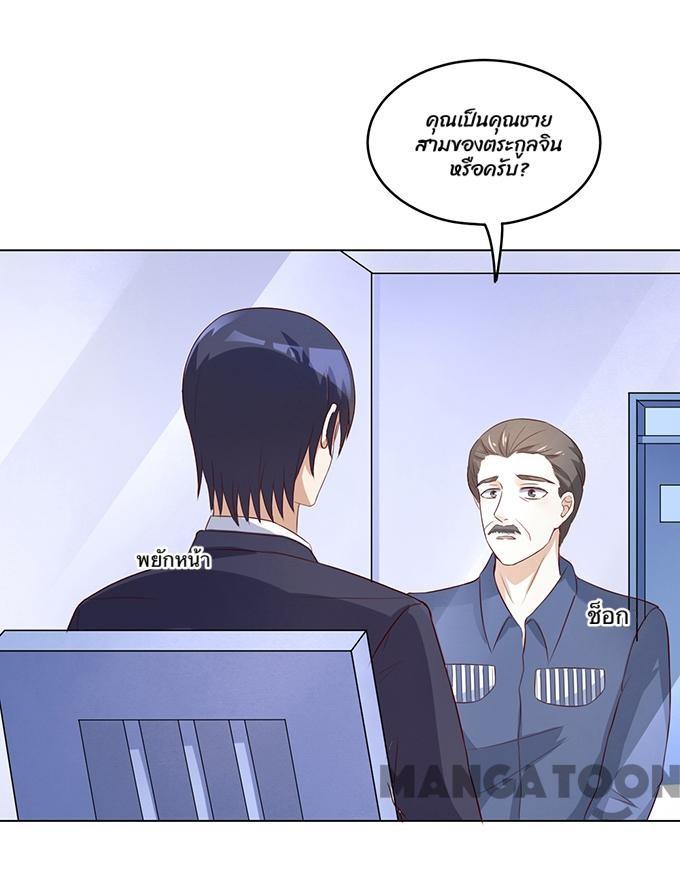 คุณเป็นคุณชาย
สามของตระกูลจิน
หรือครับ?
พยักหน้า
ช็อก
MANGATOON